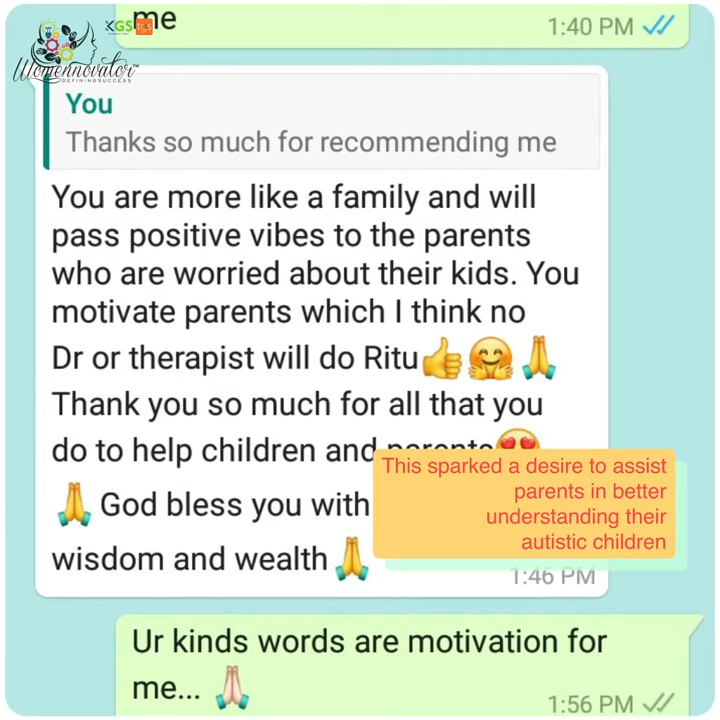 KGS
me
1:40 PM
Womennovator™
DEFINING SUCCESS
You
Thanks so much for recommending me
You are more like a family and will
pass positive vibes to the parents
who are worried about their kids. You
motivate parents which I think no
Dr or therapist will do Ritu👍🤗🙏
Thank you so much for all that you
do to help children and parents😍
🙏 God bless you with
wisdom and wealth🙏
This sparked a desire to assist
parents in better
understanding their
autistic children
1:46 PM
Ur kinds words are motivation for
me... 🙏🏻
1:56 PM